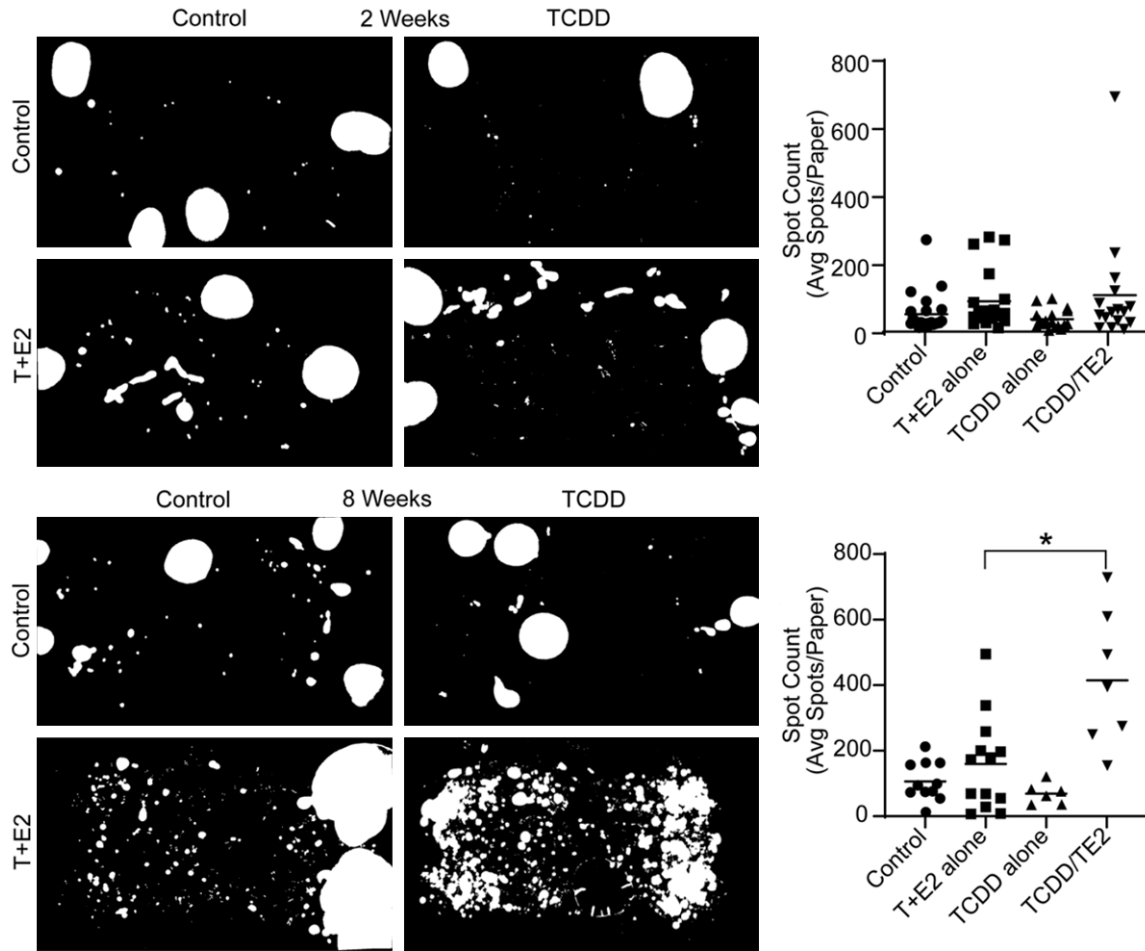 Control 2 Weeks TCDD
Control
T+E2
800
600
400
200
0
Spot Count
(Avg Spots/Paper)
Control
T+E2 alone
TCDD alone
TCDD/TE2
Control 8 Weeks TCDD
Control
T+E2
*
800
600
400
200
0
Spot Count
(Avg Spots/Paper)
Control
T+E2 alone
TCDD alone
TCDD/TE2